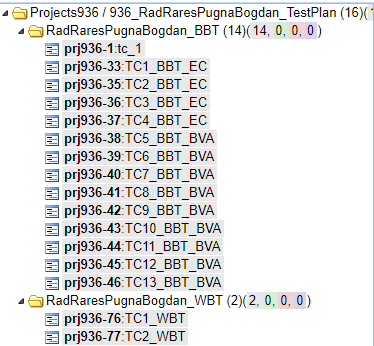 Projects936 / 936_RadRaresPugnaBogdan_TestPlan (16)(
RadRaresPugnaBogdan_BBT (14)(14, 0, 0, 0)
prj936-1:tc_1
prj936-33:TC1_BBT_EC
prj936-35:TC2_BBT_EC
prj936-36:TC3_BBT_EC
prj936-37:TC4_BBT_EC
prj936-38:TC5_BBT_BVA
prj936-39:TC6_BBT_BVA
prj936-40:TC7_BBT_BVA
prj936-41:TC8_BBT_BVA
prj936-42:TC9_BBT_BVA
prj936-43:TC10_BBT_BVA
prj936-44:TC11_BBT_BVA
prj936-45:TC12_BBT_BVA
prj936-46:TC13_BBT_BVA
RadRaresPugnaBogdan_WBT (2)(2, 0, 0, 0)
prj936-76:TC1_WBT
prj936-77:TC2_WBT